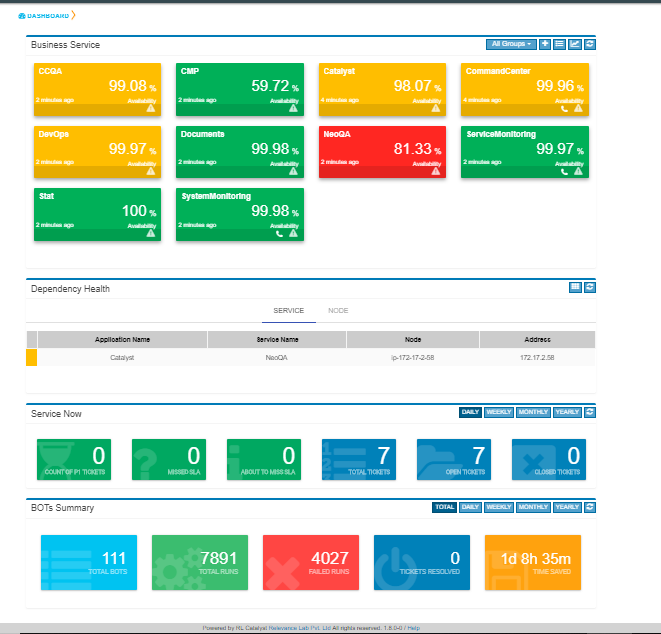 DASHBOARD
Business Service
All Groups
CCQA
99.08 %
2 minutes ago
Availability
CMP
59.72 %
2 minutes ago
Availability
Catalyst
98.07 %
4 minutes ago
Availability
CommandCenter
99.96 %
4 minutes ago
Availability
DevOps
99.97 %
2 minutes ago
Availability
Documents
99.98 %
2 minutes ago
Availability
NeoQA
81.33 %
2 minutes ago
Availability
ServiceMonitoring
99.97 %
2 minutes ago
Availability
Stat
100 %
2 minutes ago
Availability
SystemMonitoring
99.98 %
2 minutes ago
Availability
Dependency Health
SERVICE NODE
Application Name Service Name Node Address
Catalyst NeoQA ip-172-17-2-58 172.17.2.58
Service Now
DAILY WEEKLY MONTHLY YEARLY
0
COUNT OF P1 TICKETS
0
MISSED SLA
0
ABOUT TO MISS SLA
7
TOTAL TICKETS
7
OPEN TICKETS
0
CLOSED TICKETS
BOTs Summary
TOTAL DAILY WEEKLY MONTHLY YEARLY
111
TOTAL BOTS
7891
TOTAL RUNS
4027
FAILED RUNS
0
TICKETS RESOLVED
1d 8h 35m
TIME SAVED
Powered by RL Catalyst Relevance Lab Pvt. Ltd All rights reserved. 1.8.0-0 / Help